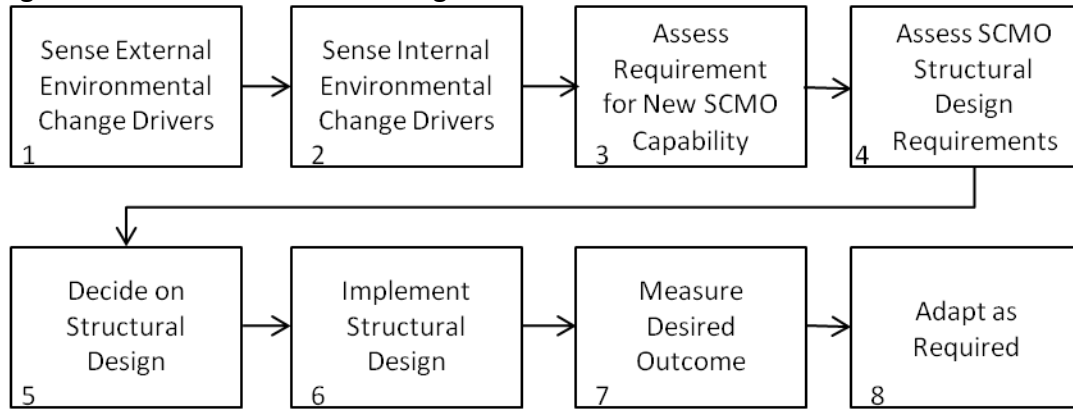 Sense External
Environmental
Change Drivers
1
Sense Internal
Environmental
Change Drivers
2
Assess
Requirement
for New SCMO
Capability
3
Assess SCMO
Structural
Design
Requirements
4
Decide on
Structural
Design
5
Implement
Structural
Design
6
Measure
Desired
Outcome
7
Adapt as
Required
8